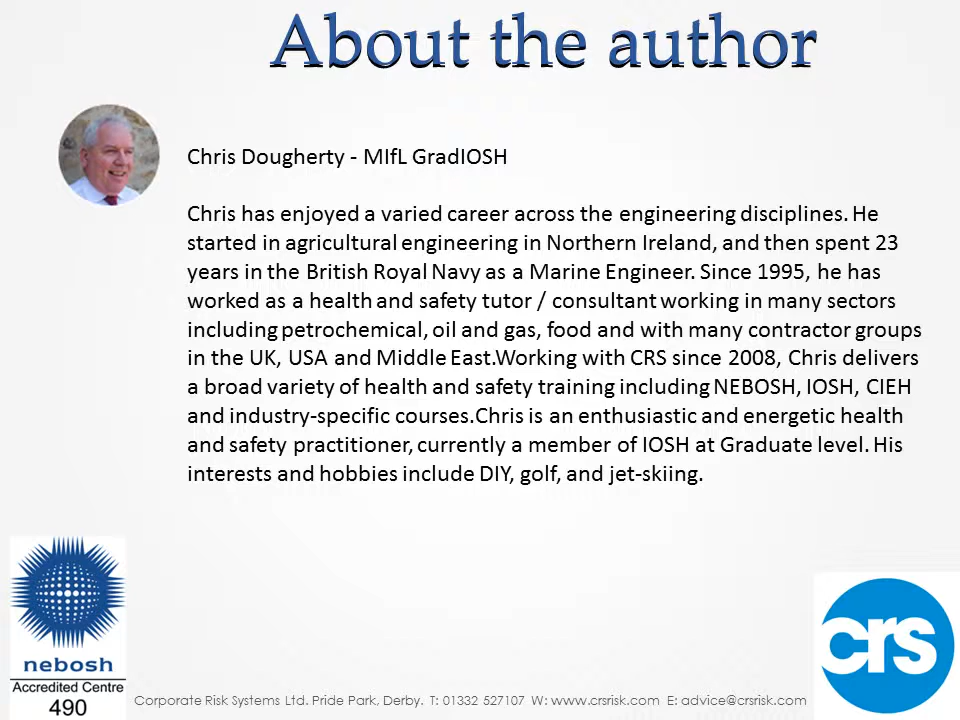 About the author
Chris Dougherty - MIfL GradIOSH
Chris has enjoyed a varied career across the engineering disciplines. He
started in agricultural engineering in Northern Ireland, and then spent 23
years in the British Royal Navy as a Marine Engineer. Since 1995, he has
worked as a health and safety tutor / consultant working in many sectors
including petrochemical, oil and gas, food and with many contractor groups
in the UK, USA and Middle East.Working with CRS since 2008, Chris delivers
a broad variety of health and safety training including NEBOSH, IOSH, CIEH
and industry-specific courses.Chris is an enthusiastic and energetic health
and safety practitioner, currently a member of IOSH at Graduate level. His
interests and hobbies include DIY, golf, and jet-skiing.
nebosh
Accredited Centre
490
Corporate Risk Systems Ltd. Pride Park, Derby. T: 01332 527107 W: www.crsrisk.com E: advice@crsrisk.com
crs